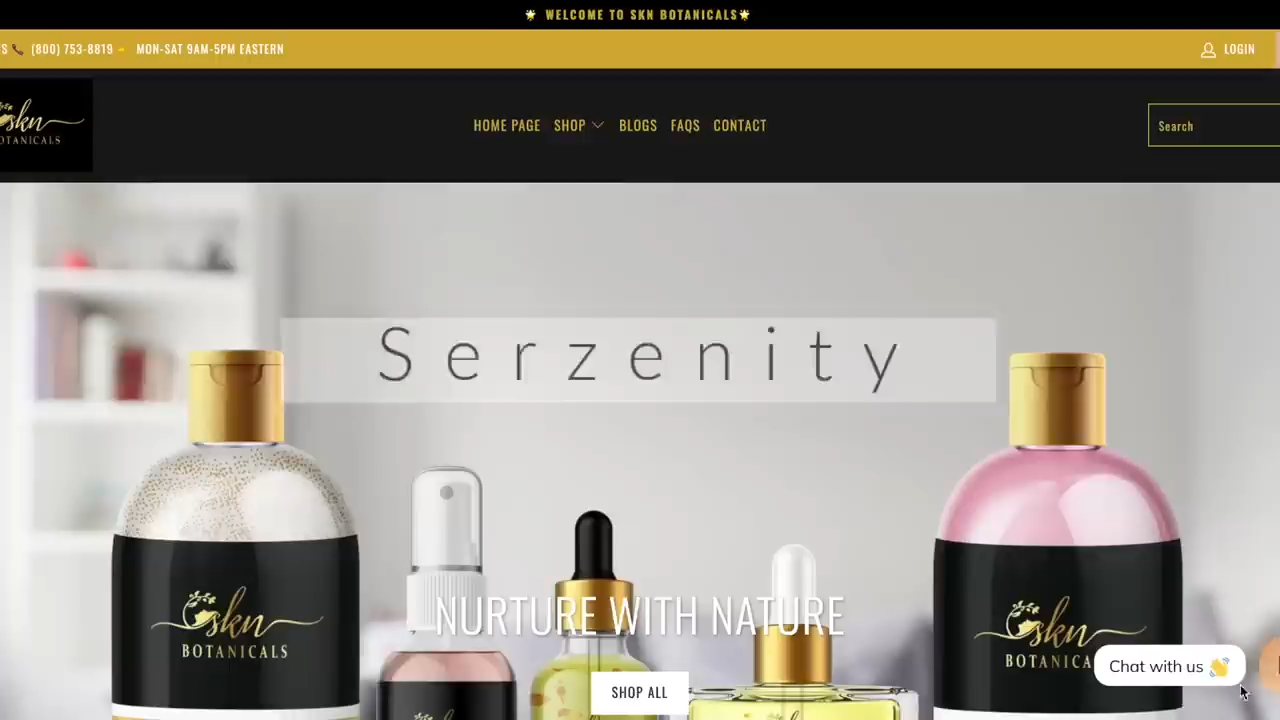 🌟 WELCOME TO SKN BOTANICALS🌟
S 📞 (800) 753-8819 MON-SAT 9AM-5PM EASTERN
LOGIN
skn
BOTANICALS
HOME PAGE SHOP BLOGS FAQS CONTACT
Search
Serzenity
skn
BOTANICALS
skn
BOTANICA
NURTURE WITH NATURE
Chat with us 👋
SHOP ALL